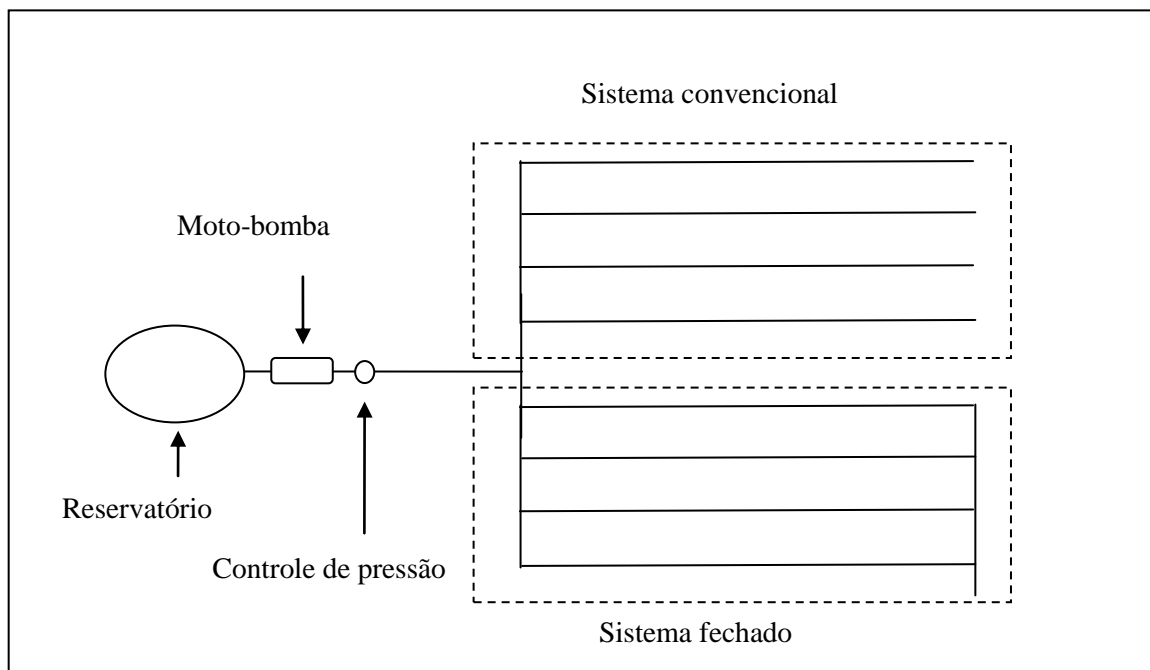 Sistema convencional
Moto-bomba
Reservatório
Controle de pressão
Sistema fechado